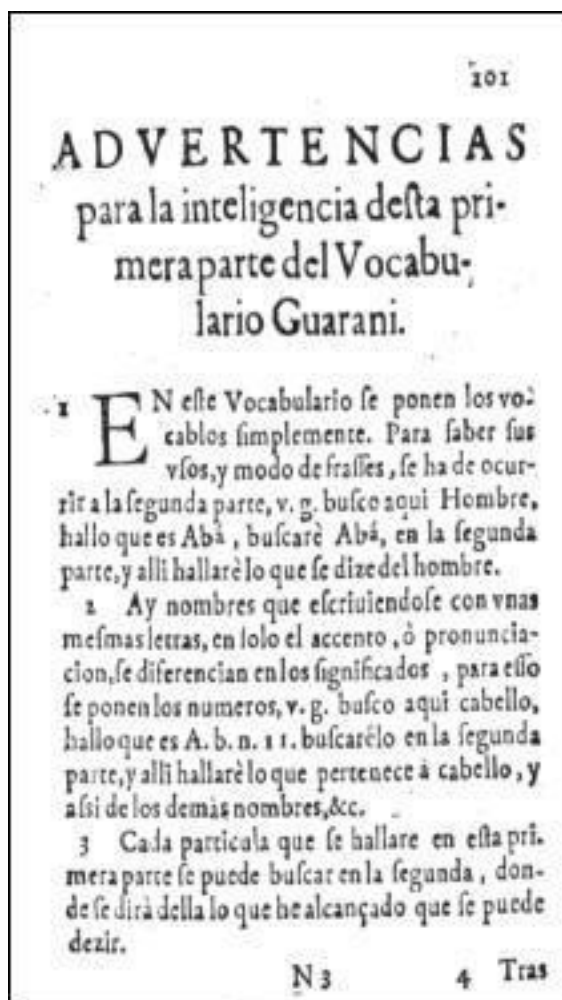 101
ADVERTENCIAS
para la inteligencia desta pri-
mera parte del Vocabu-
lario Guarani.
1 EN este Vocabulario se ponen los vo-
cablos simplemente. Para saber sus
vsos, y modo de frasses, se ha de ocur-
rir a la segunda parte, v. g. busco aqui Hombre,
hallo que es Abá, buscarè Abá, en la segunda
parte, y alli hallarè lo que se dize del hombre.
2 Ay nombres que escriuiendose con vnas
mesmas letras, en solo el accento, ò pronuncia-
cion, se diferencian en los significados, para esso
se ponen los numeros, v. g. busco aqui cabello,
hallo que es A. b. n. 11. buscarélo en la segunda
parte, y alli hallarè lo que pertenece à cabello, y
assi de los demàs nombres, &c.
3 Cada particula que se hallare en esta pri-
mera parte se puede buscar en la segunda, don-
de se dirà della lo que he alcançado que se puede
dezir.
N 3 4 Tras